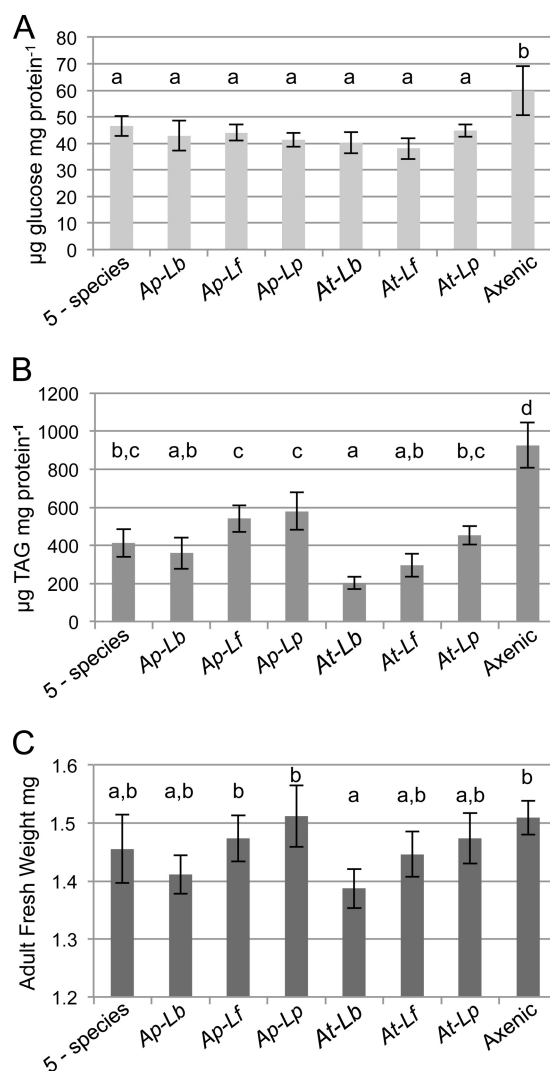 A
µg glucose mg protein⁻¹
80
70
60
50
40
30
20
10
0
a a a a a a a b
5 - species Ap-Lb Ap-Lf Ap-Lp At-Lb At-Lf At-Lp Axenic
B
µg TAG mg protein⁻¹
1200
1000
800
600
400
200
0
b,c a,b c c a a,b b,c d
5 - species Ap-Lb Ap-Lf Ap-Lp At-Lb At-Lf At-Lp Axenic
C
Adult Fresh Weight mg
1.6
1.5
1.4
1.3
1.2
a,b a,b b b a a,b a,b b
5 - species Ap-Lb Ap-Lf Ap-Lp At-Lb At-Lf At-Lp Axenic